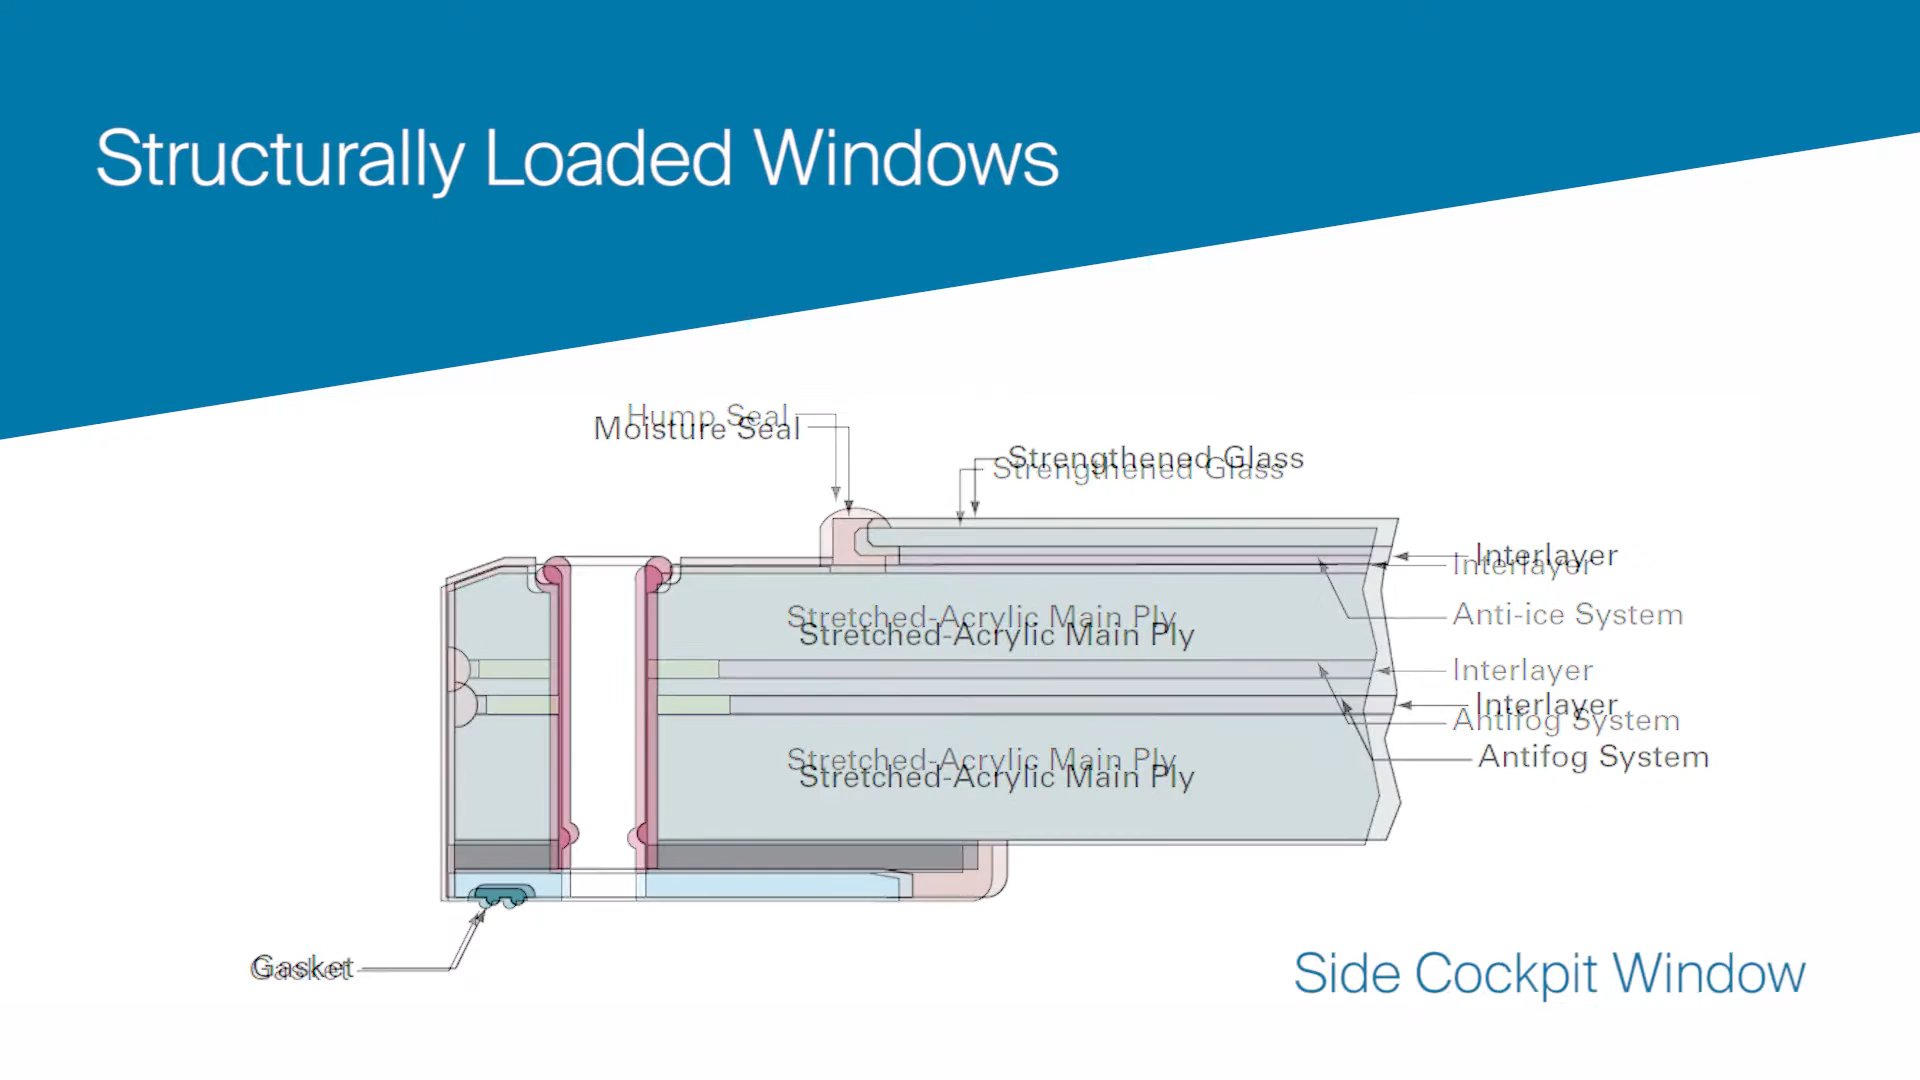 Structurally Loaded Windows
Hump Seal
Moisture Seal
Strengthened Glass
Strengthened Glass
Interlayer
Interlayer
Anti-ice System
Stretched-Acrylic Main Ply
Stretched-Acrylic Main Ply
Interlayer
Interlayer
Antifog System
Antifog System
Stretched-Acrylic Main Ply
Stretched-Acrylic Main Ply
Gasket
Gasket
Side Cockpit Window